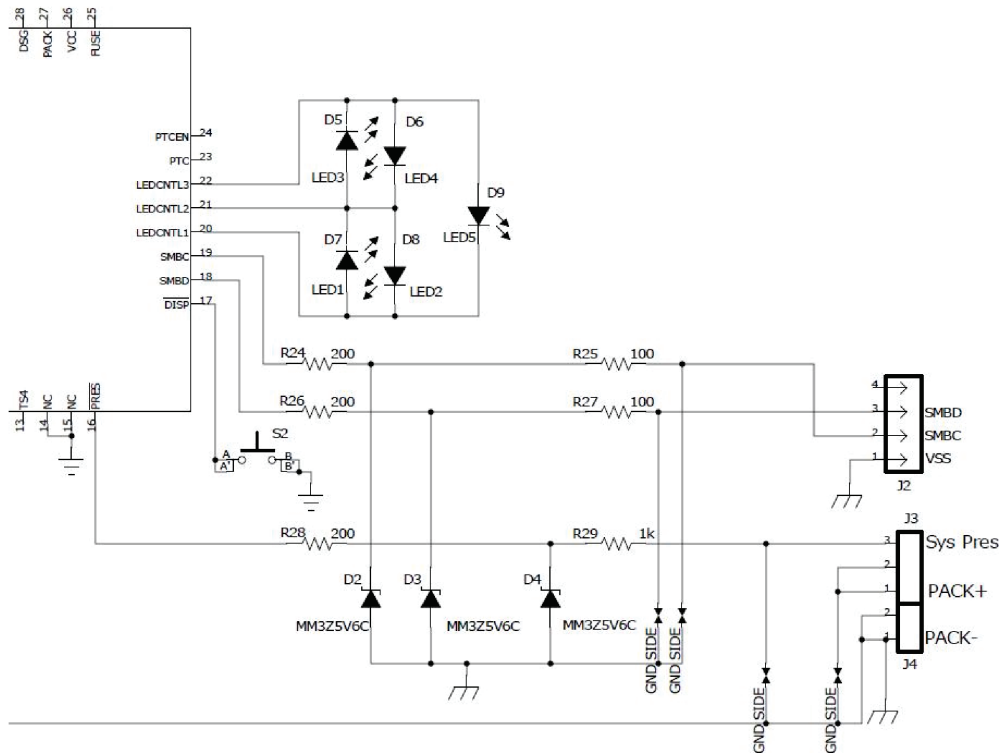 28 27 26 25
DSG PACK VCC FUSE
PTCEN 24
PTC 23
LEDCNTL3 22
LEDCNTL2 21
LEDCNTL1 20
SMBC 19
SMBD 18
DISP 17
D5 D6
LED3 LED4
D9
LED5
D7 D8
LED1 LED2
R24 200 R25 100
R26 200 R27 100
TS4 NC NC PRES
13 14 15 16
S2
A B
A' B'
4
3 SMBD
2 SMBC
1 VSS
J2
R28 200 R29 1k
J3
3 Sys Pres
2
1 PACK+
2
1 PACK-
J4
D2 D3 D4
MM3Z5V6C MM3Z5V6C MM3Z5V6C
GND SIDE GND SIDE
GND SIDE GND SIDE